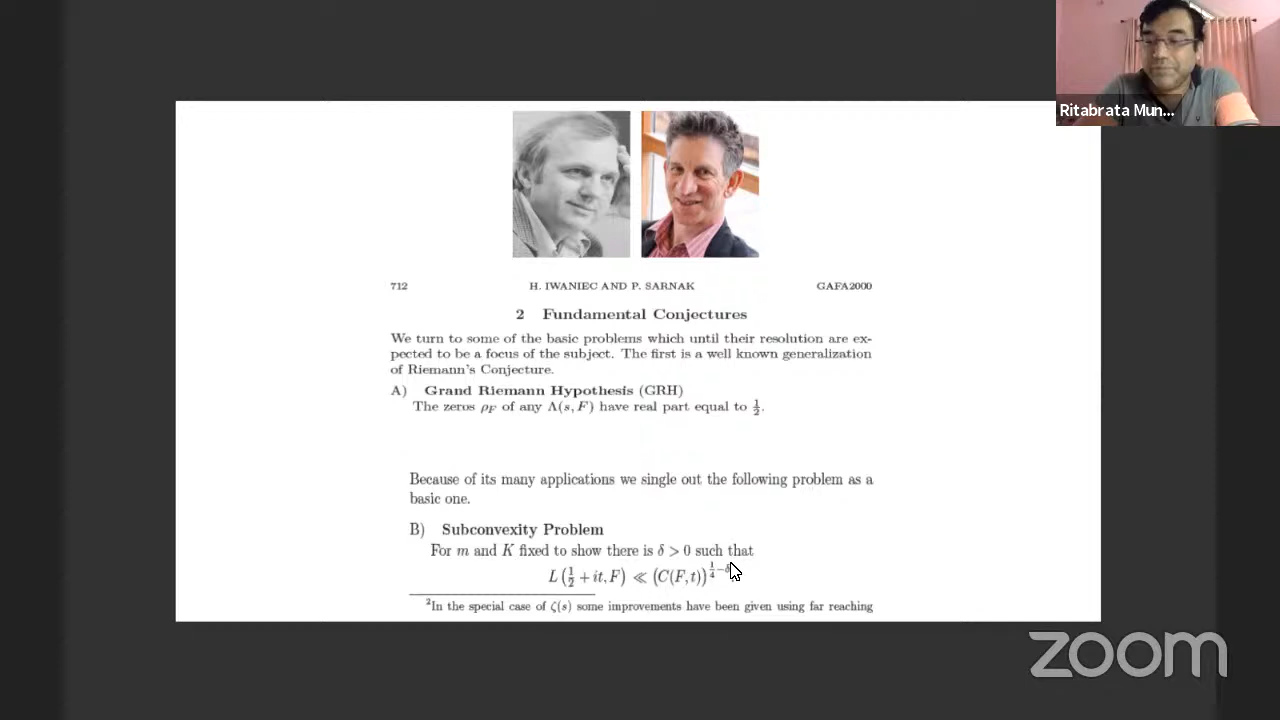 Ritabrata Mun...
712 H. IWANIEC AND P. SARNAK GAFA2000
2 Fundamental Conjectures
We turn to some of the basic problems which until their resolution are ex-
pected to be a focus of the subject. The first is a well known generalization
of Riemann's Conjecture.
A) Grand Riemann Hypothesis (GRH)
The zeros ρ_F of any Λ(s, F) have real part equal to 1/2.
Because of its many applications we single out the following problem as a
basic one.
B) Subconvexity Problem
For m and K fixed to show there is δ > 0 such that
L(1/2 + it, F) ≪ (C(F, t))^{1/4−δ}
²In the special case of ζ(s) some improvements have been given using far reaching
zoom